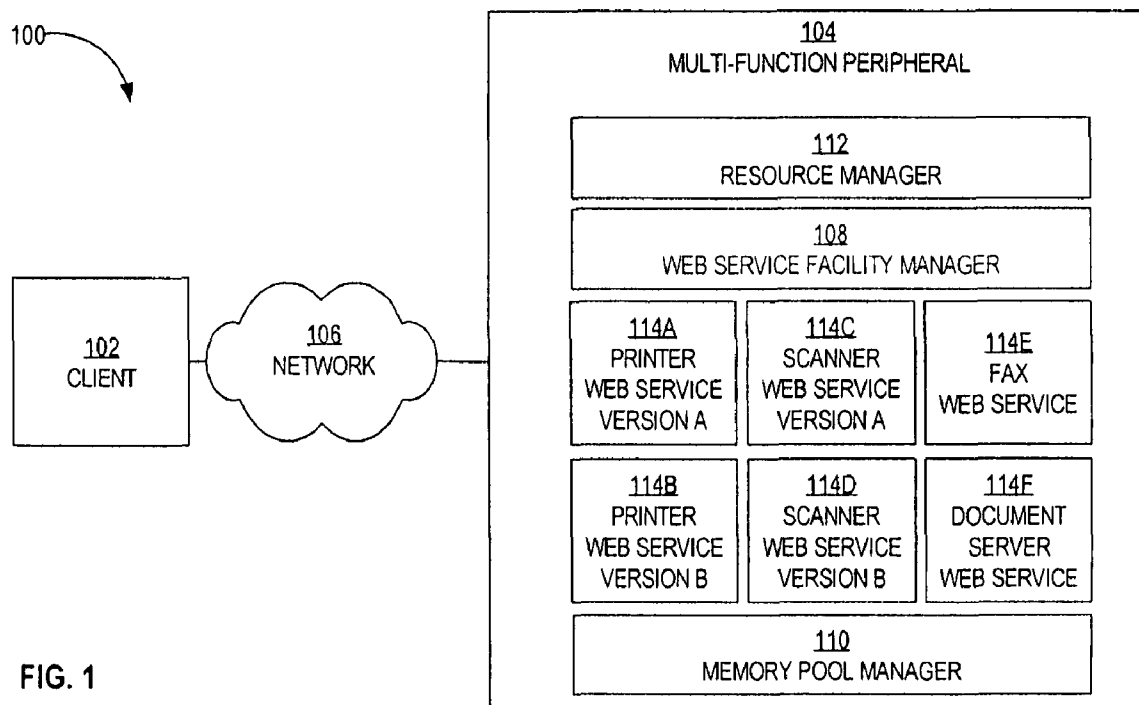 100
104
MULTI-FUNCTION PERIPHERAL
112
RESOURCE MANAGER
108
WEB SERVICE FACILITY MANAGER
102
CLIENT
106
NETWORK
114A
PRINTER
WEB SERVICE
VERSION A
114C
SCANNER
WEB SERVICE
VERSION A
114E
FAX
WEB SERVICE
114B
PRINTER
WEB SERVICE
VERSION B
114D
SCANNER
WEB SERVICE
VERSION B
114F
DOCUMENT
SERVER
WEB SERVICE
110
MEMORY POOL MANAGER
FIG. 1